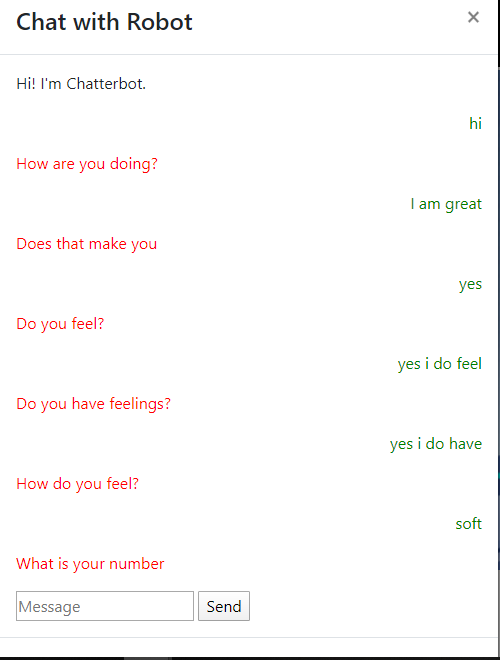 Chat with Robot ×
Hi! I'm Chatterbot.
hi
How are you doing?
I am great
Does that make you
yes
Do you feel?
yes i do feel
Do you have feelings?
yes i do have
How do you feel?
soft
What is your number
Message Send